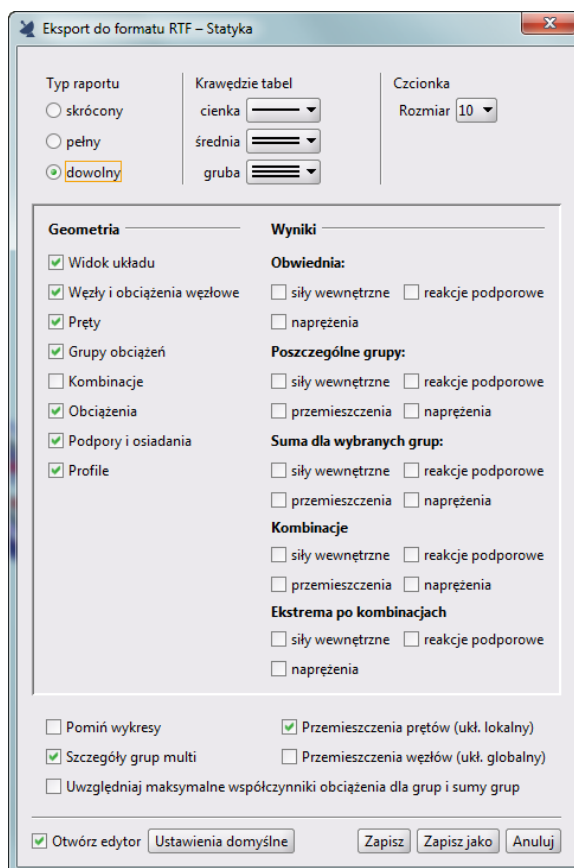 Eksport do formatu RTF – Statyka
Typ raportu Krawędzie tabel Czcionka
skrócony cienka Rozmiar 10
pełny średnia
dowolny gruba
Geometria Wyniki
Widok układu Obwiednia:
Węzły i obciążenia węzłowe siły wewnętrzne reakcje podporowe
Pręty naprężenia
Grupy obciążeń Poszczególne grupy:
Kombinacje siły wewnętrzne reakcje podporowe
Obciążenia przemieszczenia naprężenia
Podpory i osiadania Suma dla wybranych grup:
Profile siły wewnętrzne reakcje podporowe
przemieszczenia naprężenia
Kombinacje
siły wewnętrzne reakcje podporowe
przemieszczenia naprężenia
Ekstrema po kombinacjach
siły wewnętrzne reakcje podporowe
naprężenia
Pomiń wykresy Przemieszczenia prętów (ukł. lokalny)
Szczegóły grup multi Przemieszczenia węzłów (ukł. globalny)
Uwzględniaj maksymalne współczynniki obciążenia dla grup i sumy grup
Otwórz edytor Ustawienia domyślne Zapisz Zapisz jako Anuluj